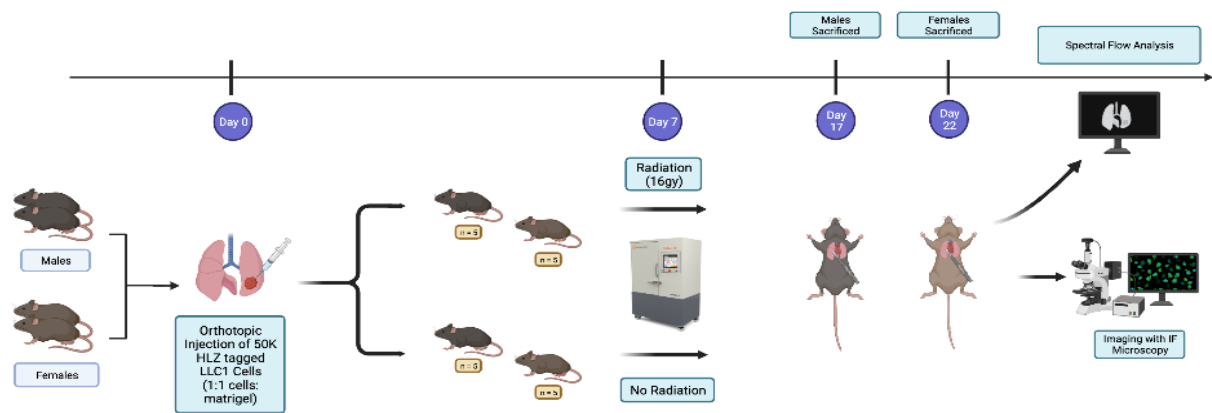 Males
Sacrificed
Females
Sacrificed
Spectral Flow Analysis
Day 0
Day 7
Day
17
Day
22
Radiation
(16gy)
Males
Females
n = 5
n = 5
n = 5
n = 5
Orthotopic
Injection of 50K
HLZ tagged
LLC1 Cells
(1:1 cells:
matrigel)
No Radiation
Imaging with IF
Microscopy